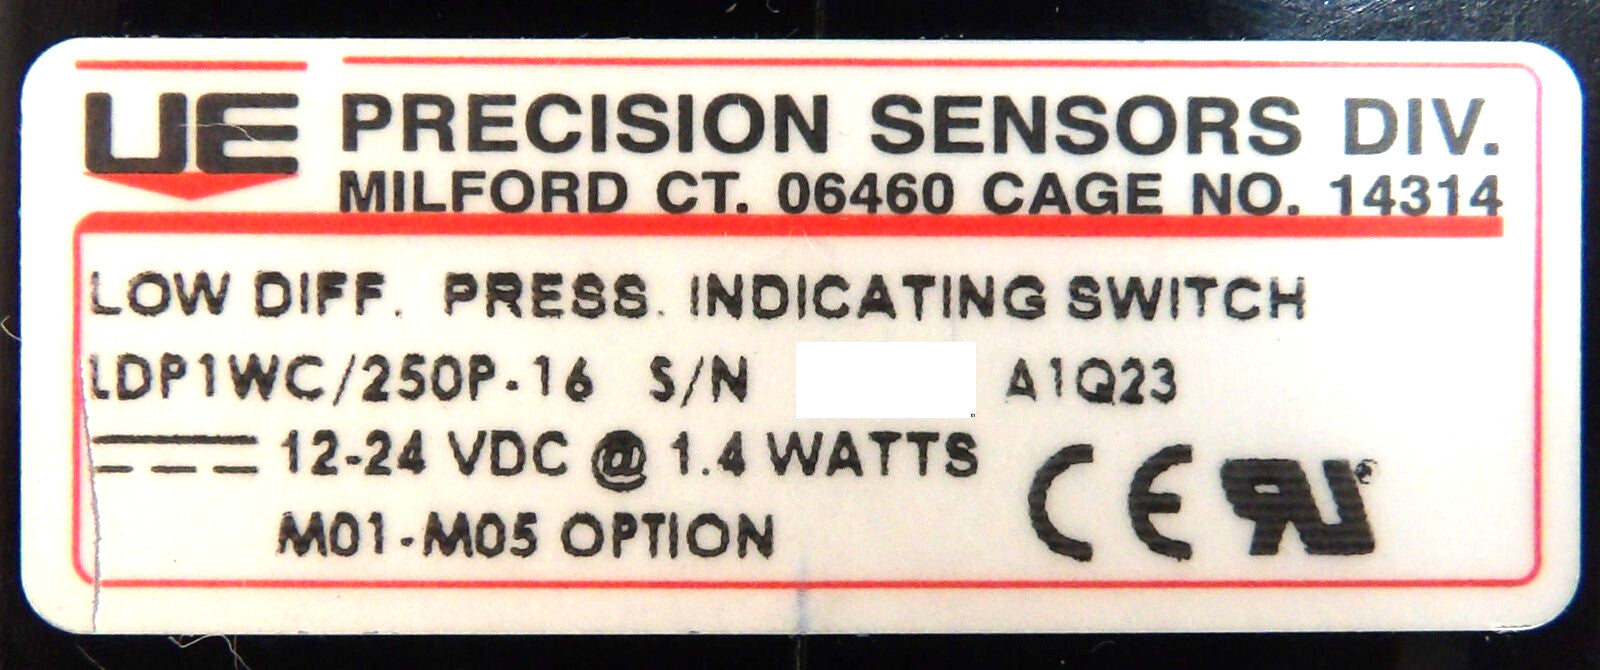 UE PRECISION SENSORS DIV.
MILFORD CT. 06460 CAGE NO. 14314
LOW DIFF. PRESS. INDICATING SWITCH
LDP1WC/250P-16 S/N A1Q23
12-24 VDC @ 1.4 WATTS
M01-M05 OPTION
CE RU ®